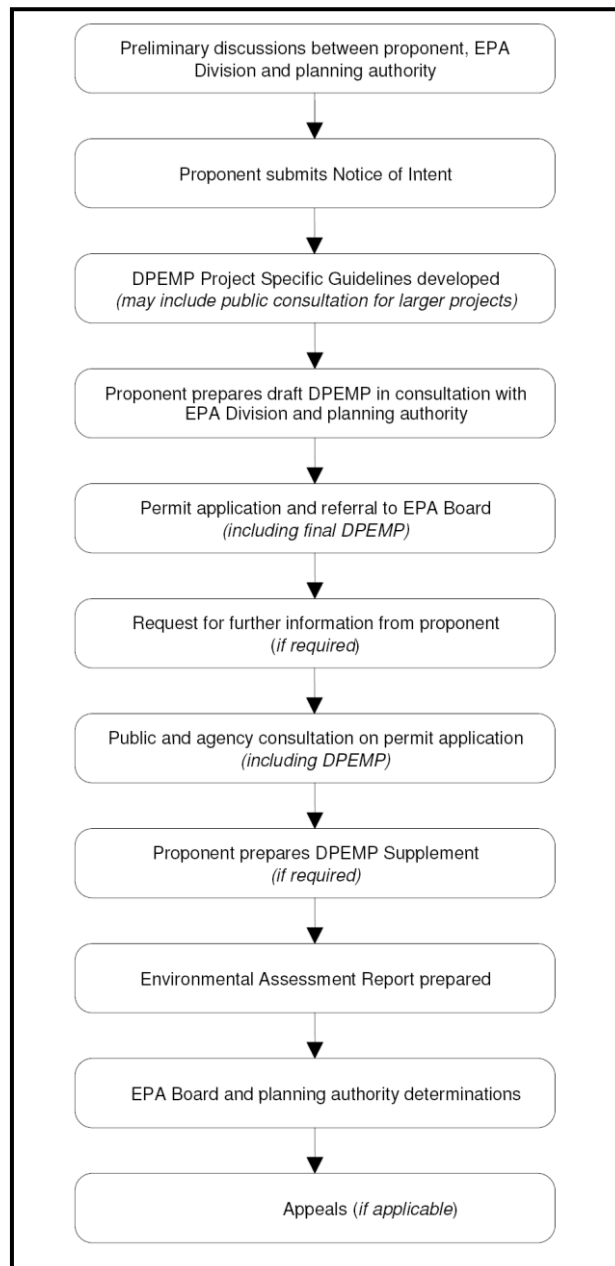 Preliminary discussions between proponent, EPA
Division and planning authority
Proponent submits Notice of Intent
DPEMP Project Specific Guidelines developed
(may include public consultation for larger projects)
Proponent prepares draft DPEMP in consultation with
EPA Division and planning authority
Permit application and referral to EPA Board
(including final DPEMP)
Request for further information from proponent
(if required)
Public and agency consultation on permit application
(including DPEMP)
Proponent prepares DPEMP Supplement
(if required)
Environmental Assessment Report prepared
EPA Board and planning authority determinations
Appeals (if applicable)